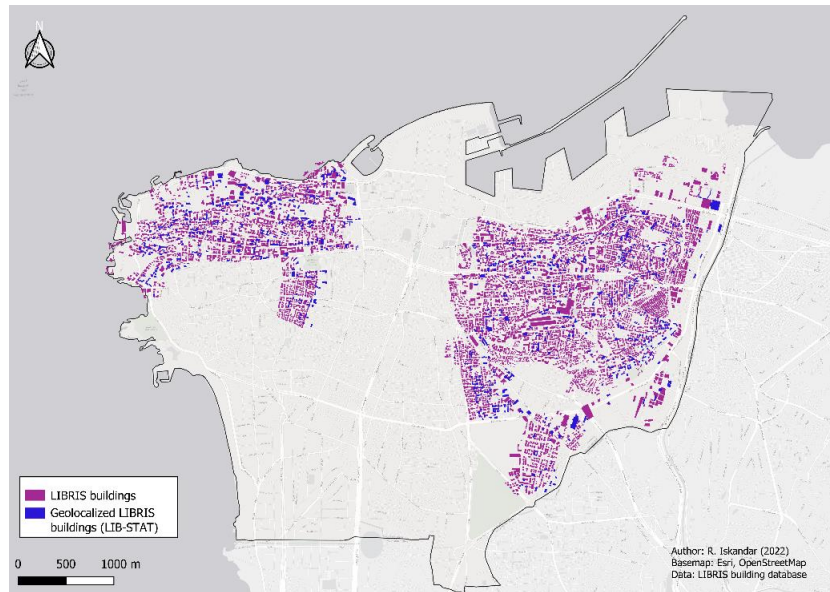 N
LIBRIS buildings
Geolocalized LIBRIS
buildings (LIB-STAT)
0 500 1000 m
Author: R. Iskandar (2022)
Basemap: Esri, OpenStreetMap
Data: LIBRIS building database